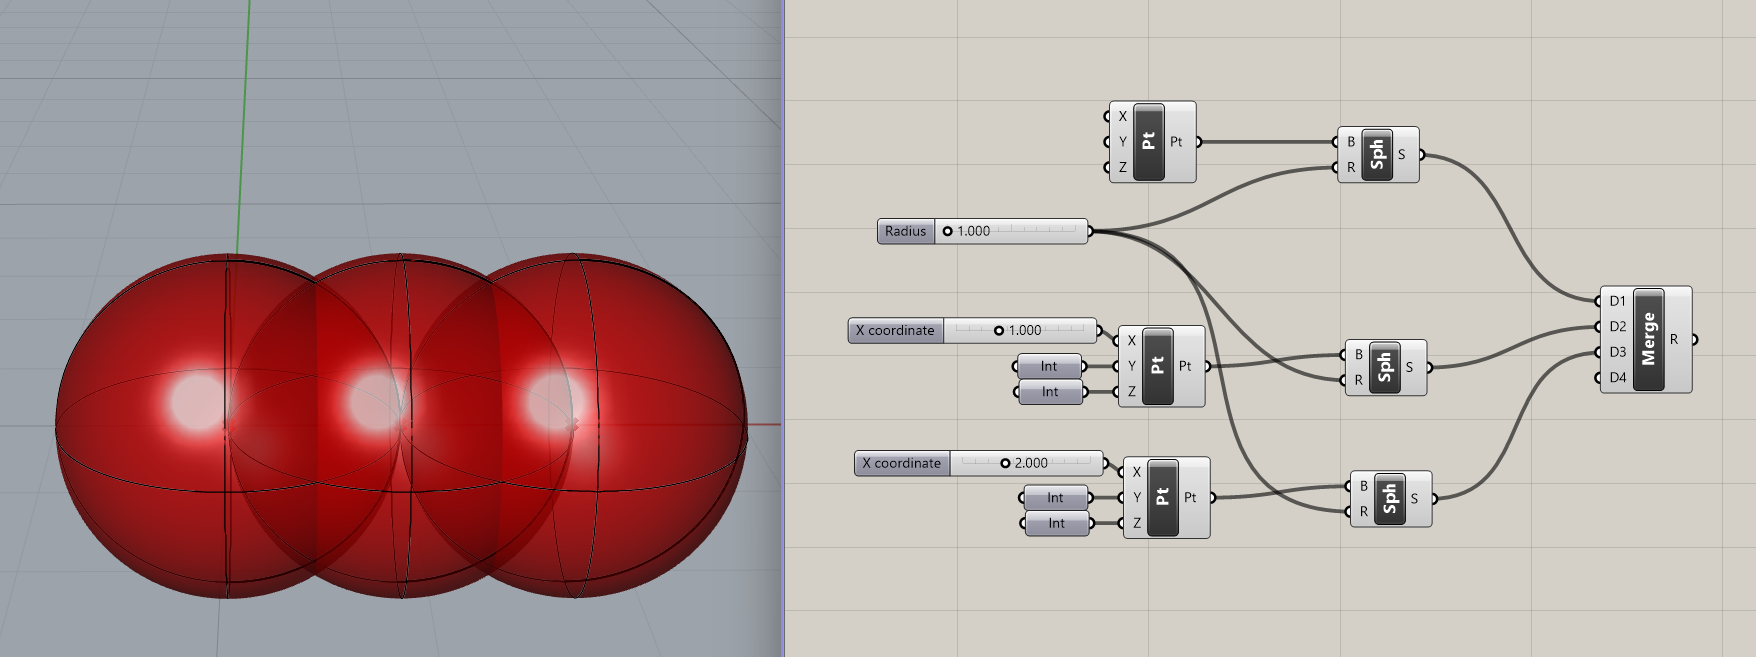 X
Y Pt Pt
Z
B Sph S
R
Radius 1.000
D1
D2 Merge R
D3
D4
X coordinate 1.000
X
Int Y Pt Pt
Int Z
B Sph S
R
X coordinate 2.000
X
Int Y Pt Pt
Int Z
B Sph S
R